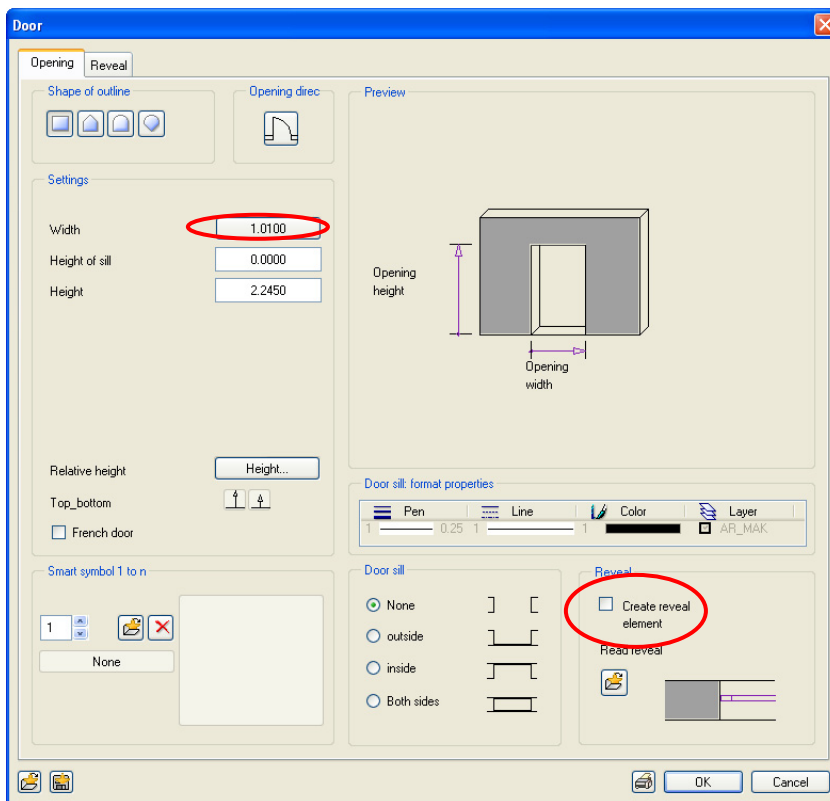 Door
Opening Reveal
Shape of outline
Opening direc
Preview
Settings
Width 1.0100
Height of sill 0.0000
Height 2.2450
Opening
height
Opening
width
Relative height Height...
Top_bottom
French door
Door sill: format properties
Pen Line Color Layer
1 0.25 1 1 AR_MAK
Smart symbol 1 to n
1
None
Door sill
None
outside
inside
Both sides
Reveal
Create reveal
element
Read reveal
OK Cancel